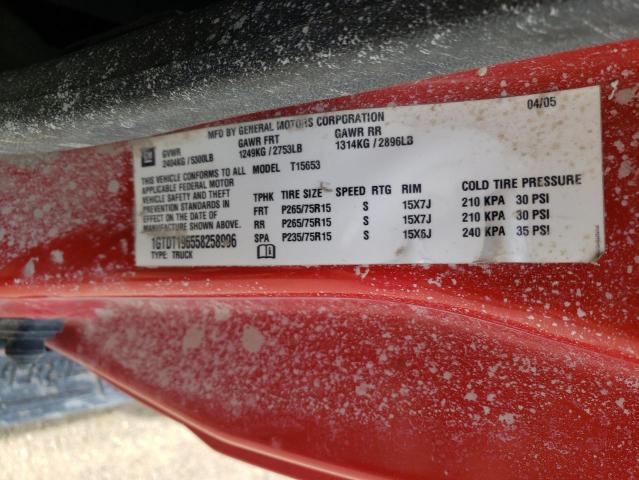 MFD BY GENERAL MOTORS CORPORATION 04/05
GM GVWR GAWR FRT GAWR RR
2404KG / 5300LB 1249KG / 2753LB 1314KG / 2896LB
THIS VEHICLE CONFORMS TO ALL MODEL T15653
APPLICABLE FEDERAL MOTOR
VEHICLE SAFETY AND THEFT
PREVENTION STANDARDS IN
EFFECT ON THE DATE OF
MANUFACTURE SHOWN ABOVE.
1GTDT196558258906
TYPE: TRUCK
TPHK TIRE SIZE SPEED RTG RIM COLD TIRE PRESSURE
FRT P265/75R15 S 15X7J 210 KPA 30 PSI
RR P265/75R15 S 15X7J 210 KPA 30 PSI
SPA P235/75R15 S 15X6J 240 KPA 35 PSI